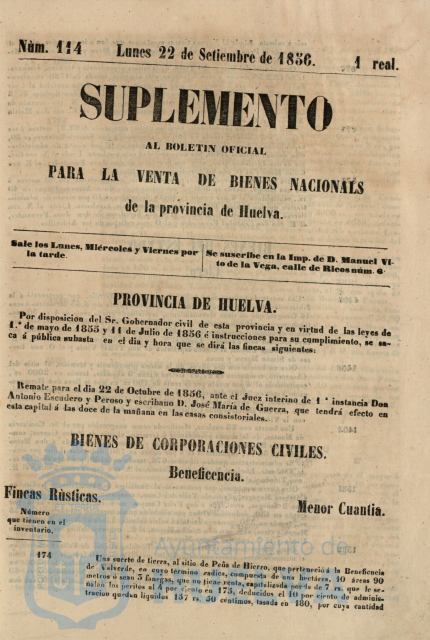 Núm. 114 Lunes 22 de Setiembre de 1856. 1 real.
SUPLEMENTO
AL BOLETIN OFICIAL
PARA LA VENTA DE BIENES NACIONALS
de la provincia de Huelva.
Sale los Lunes, Miércoles y Viernes por
la tarde.
Se suscribe en la Imp. de D. Manuel Vi-
to de la Vega, calle de Ricos núm. 6
PROVINCIA DE HUELVA.
Por disposicion del Sr. Gobernador civil de esta provincia y en virtud de las leyes de
1.º de mayo de 1855 y 11 de Julio de 1856 é instrucciones para su cumplimiento, se sa-
ca á pública subasta en el dia y hora que se dirá las fincas siguientes:
Remate para el dia 22 de Octubre de 1856, ante el Juez interino de 1.ª instancia Don
Antonio Escudero y Peroso y escribano D. José María de Guerra, que tendrá efecto en
esta capital á las doce de la mañana en las casas consistoriales.
BIENES DE CORPORACIONES CIVILES.
Beneficencia.
Fincas Rústicas.
Menor Cuantía.
Número
que tienen en el
inventario.
174
Una suerte de tierra, al sitio de Peña de Hierro, que perteneció á la Beneficencia
de Valverde, en cuyo término radica, compuesta de una hectárea, 10 áreas 90
metros ó sean 3 fanegas, que no tiene renta, capitalizada por la de 7 rs. que le se-
ñalan los peritos al 4 por ciento en 175, deducidos el 10 por ciento de adminis-
tracion quedan líquidos 157 rs. 50 centimos, tasada en 180, por cuya cantidad
Ayuntamiento de